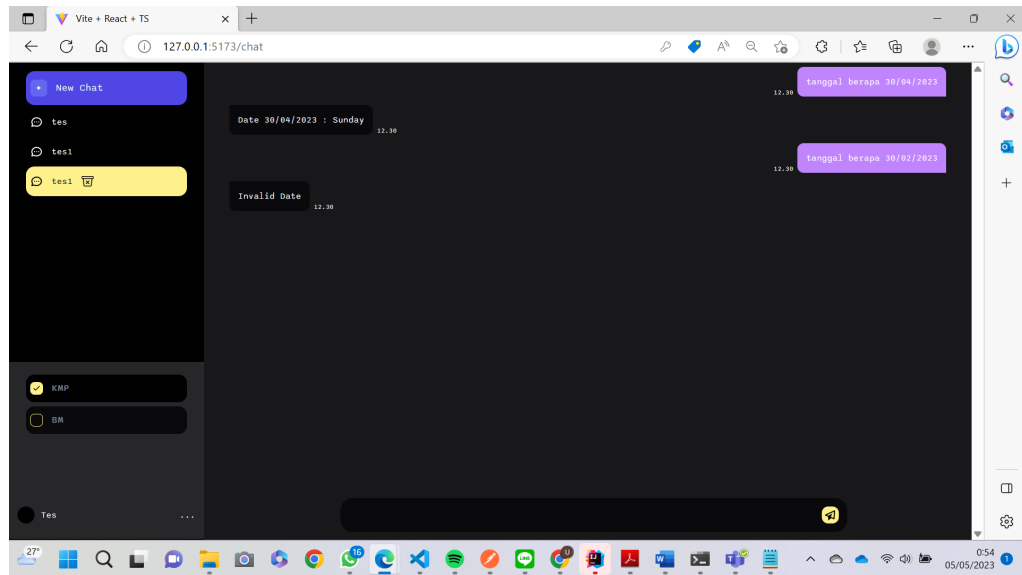 Vite + React + TS
127.0.0.1:5173/chat
New Chat
tes
tes1
tes1
KMP
BM
Tes
...
tanggal berapa 30/04/2023
12.30
Date 30/04/2023 : Sunday
12.30
tanggal berapa 30/02/2023
12.30
Invalid Date
12.30
27°
16
0:54
05/05/2023
1